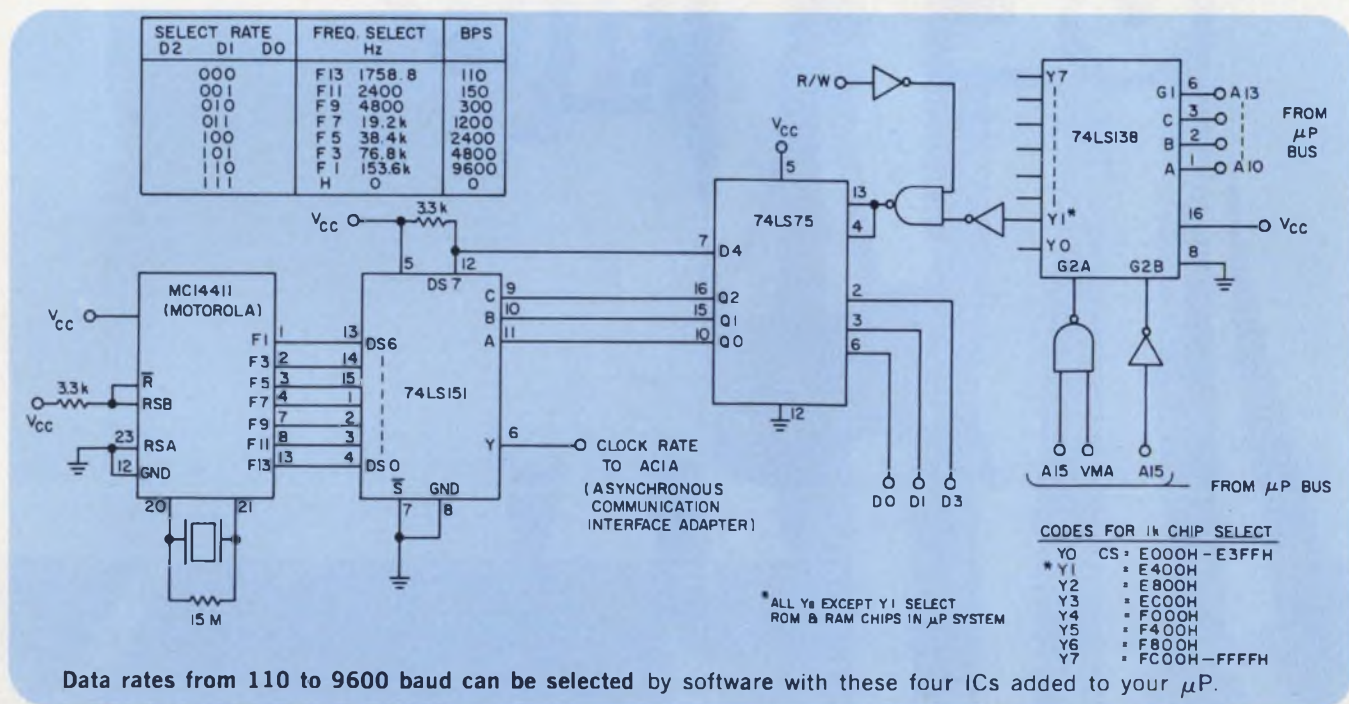 SELECT RATE
D2 D1 D0
FREQ. SELECT
Hz
BPS
000 F13 1758.8 110
001 F11 2400 150
010 F9 4800 300
011 F7 19.2k 1200
100 F5 38.4k 2400
101 F3 76.8k 4800
110 F1 153.6k 9600
111 H 0 0
VCC
3.3k
5
12
DS7
MC14411
(MOTOROLA)
VCC
3.3k
VCC
R̅
RSB
23
RSA
12
GND
20
21
15M
F1 1 13 DS6
F3 2 14
F5 3 15
F7 4 1
F9 7 2
F11 8 3
F13 13 4 DS0
74LS151
C 9
B 10
A 11
Y 6
S̅
GND
7
8
CLOCK RATE
TO ACIA
(ASYNCHRONOUS
COMMUNICATION
INTERFACE ADAPTER)
VCC
5
74LS75
7 D4
16 Q2
15 Q1
10 Q0
13
4
2
3
6
12
D0 D1 D3
R/W
Y7
Y1*
Y0
74LS138
G1 6 A13
C 3
B 2
A 1 A10
FROM
μP
BUS
16 VCC
8
G2A G2B
A15 VMA A15
FROM μP BUS
CODES FOR 1k CHIP SELECT
Y0 CS = E000H-E3FFH
*Y1 = E400H
Y2 = E800H
Y3 = EC00H
Y4 = F000H
Y5 = F400H
Y6 = F800H
Y7 = FC00H-FFFFH
*ALL Ys EXCEPT Y1 SELECT
ROM & RAM CHIPS IN μP SYSTEM
Data rates from 110 to 9600 baud can be selected by software with these four ICs added to your μP.